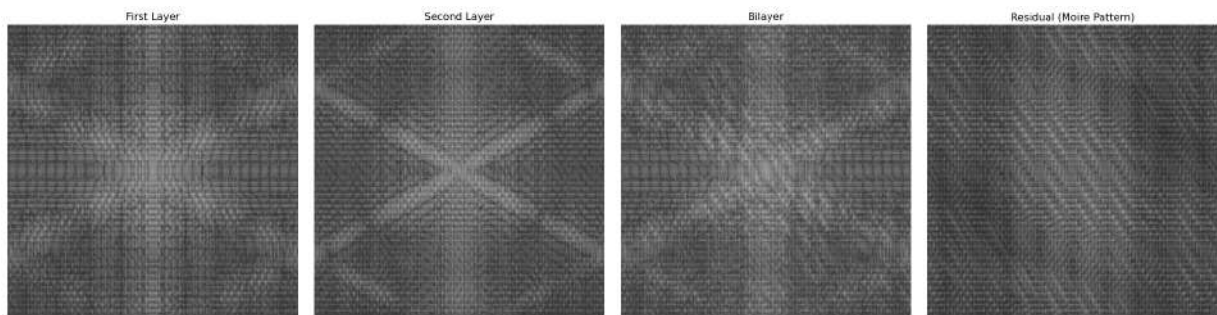 First Layer
Second Layer
Bilayer
Residual (Moire Pattern)